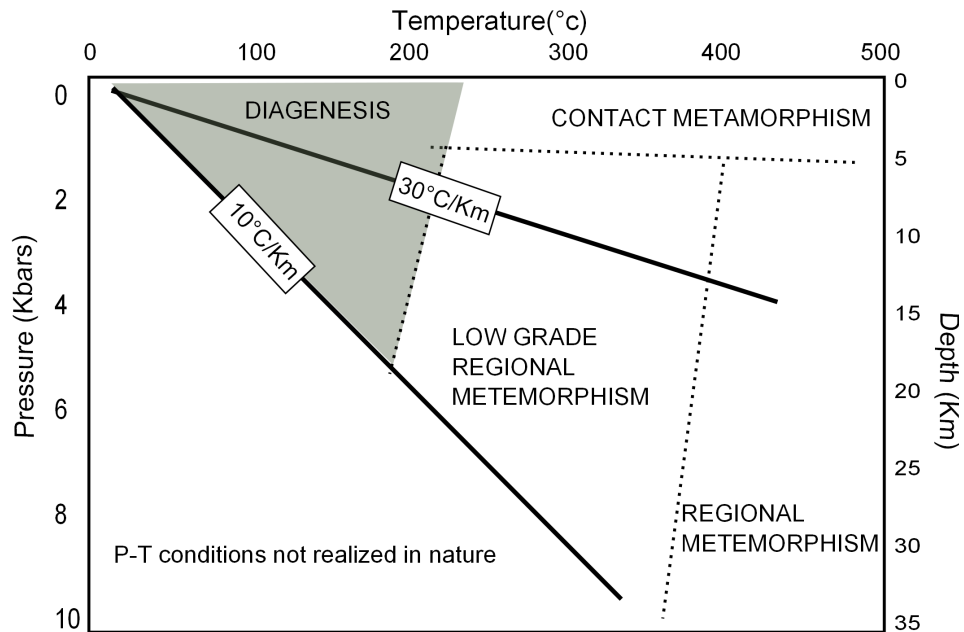 Temperature(°c)
0 100 200 300 400 500
0
2
4
6
8
10
Pressure (Kbars)
DIAGENESIS
CONTACT METAMORPHISM
30°C/Km
10°C/Km
LOW GRADE
REGIONAL
METEMORPHISM
REGIONAL
METEMORPHISM
P-T conditions not realized in nature
0
5
10
15
20
25
30
35
Depth (Km)